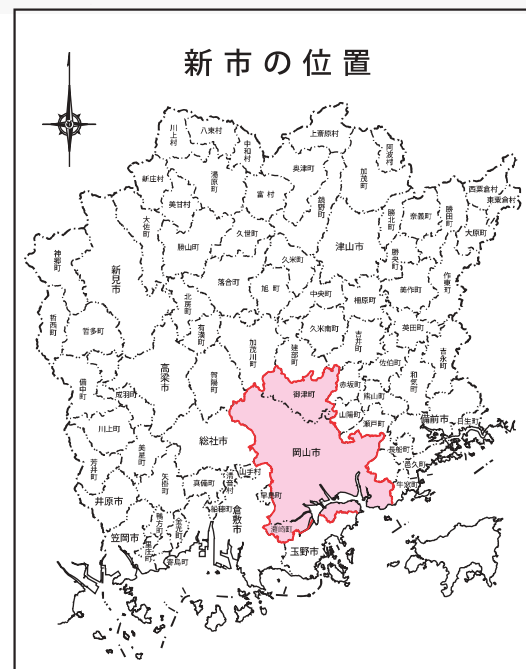 新市の位置
川上村
八束村
中和村
上斎原村
阿波村
湯原町
奥津町
加茂町
新庄村
美甘村
富村
鏡野町
西粟倉村
東粟倉村
勝北町
奈義町
勝田町
大原町
大佐町
勝山町
久世町
津山市
神郷町
新見市
久米町
勝央町
落合町
旭町
中央町
柵原町
美作町
作東町
北房町
哲西町
哲多町
有漢町
加茂川町
建部町
久米南町
吉井町
英田町
吉永町
佐伯町
和気町
高梁市
賀陽町
備中町
成羽町
御津町
赤坂町
熊山町
山陽町
瀬戸町
備前市
日生町
川上町
美星町
総社市
岡山市
長船町
邑久町
牛窓町
芳井町
矢掛町
真備町
清音村
山手村
早島町
井原市
船穂町
倉敷市
鴨方町
金光町
笠岡市
里庄町
寄島町
灘崎町
玉野市